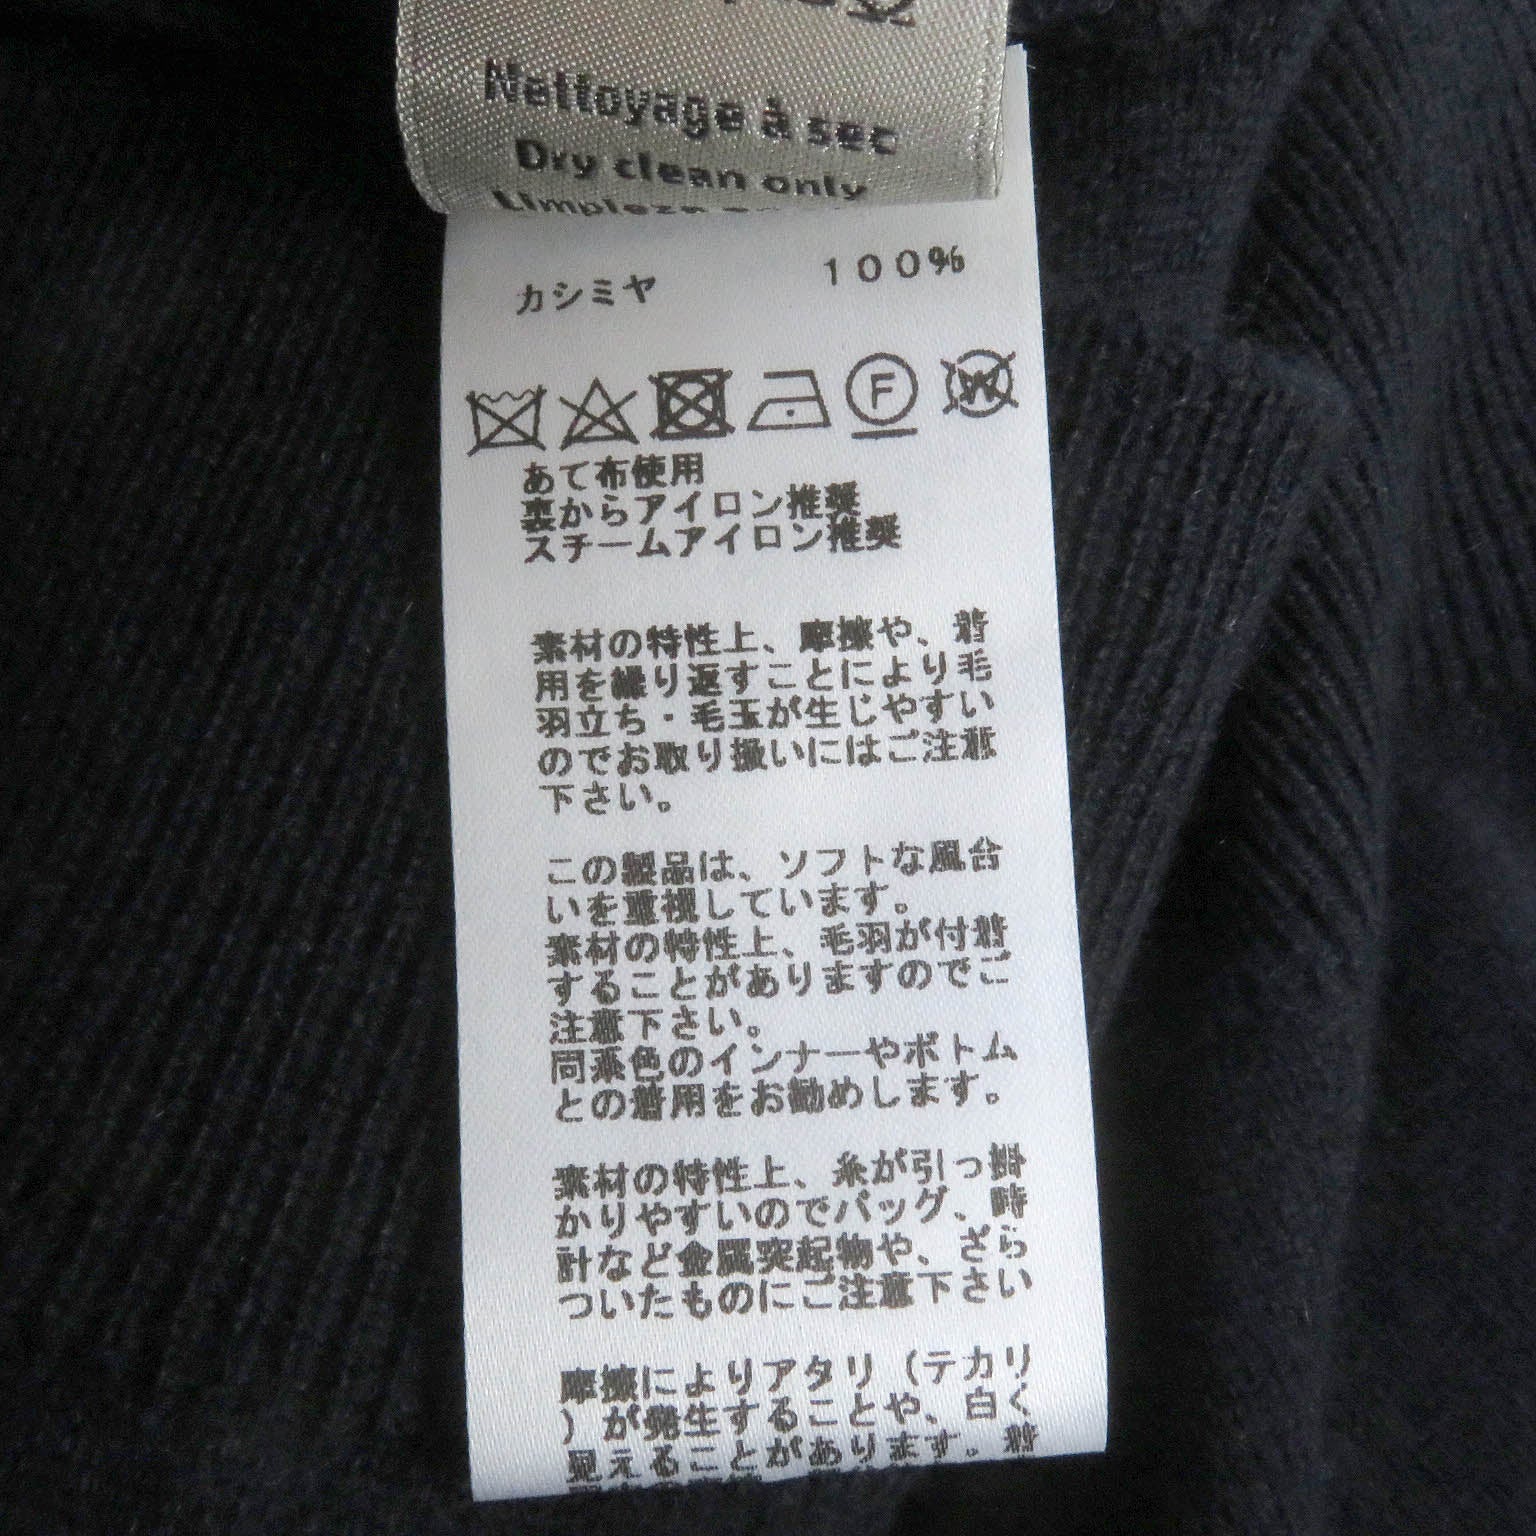 Nettoyage à sec
Dry clean only
Limpieza
カシミヤ １００％
F
W
あて布使用
裏からアイロン推奨
スチームアイロン推奨
素材の特性上、摩擦や、着
用を繰り返すことにより毛
羽立ち・毛玉が生じやすい
のでお取り扱いにはご注意
下さい。
この製品は、ソフトな風合
いを重視しています。
素材の特性上、毛羽が付着
することがありますのでご
注意下さい。
同系色のインナーやボトム
との着用をお勧めします。
素材の特性上、糸が引っ掛
かりやすいのでバッグ、時
計など金属突起物や、ざら
ついたものにご注意下さい
摩擦によりアタリ（テカリ
）が発生することや、白く
見えることがあります。着